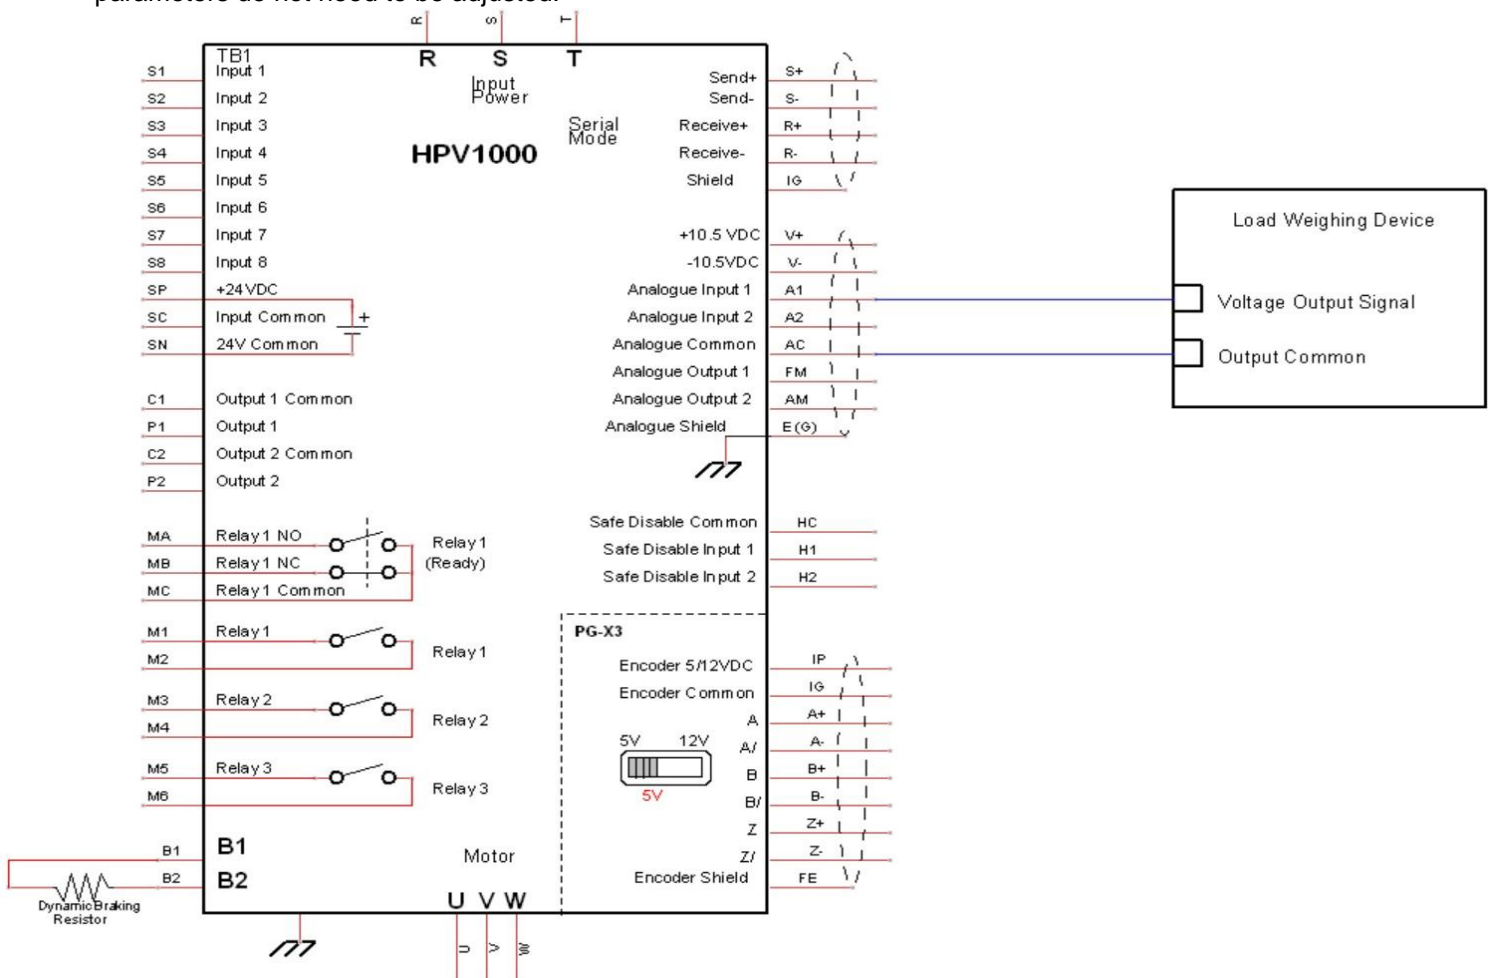 parameters do not need to be adjusted.
R S T
TB1
R S T
Input
Power
S1 Input 1
S2 Input 2
S3 Input 3
S4 Input 4
S5 Input 5
S6 Input 6
S7 Input 7
S8 Input 8
SP +24VDC
SC Input Common +
SN 24V Common
C1 Output 1 Common
P1 Output 1
C2 Output 2 Common
P2 Output 2
MA Relay 1 NO
MB Relay 1 NC
MC Relay 1 Common
Relay 1
(Ready)
M1 Relay 1
M2
Relay 1
M3 Relay 2
M4
Relay 2
M5 Relay 3
M6
Relay 3
B1 B1
B2 B2
Dynamic Braking
Resistor
HPV1000
Serial
Mode
Send+ S+
Send- S-
Receive+ R+
Receive- R-
Shield IG
+10.5 VDC V+
-10.5VDC V-
Analogue Input 1 A1
Analogue Input 2 A2
Analogue Common AC
Analogue Output 1 FM
Analogue Output 2 AM
Analogue Shield E(G)
Safe Disable Common HC
Safe Disable Input 1 H1
Safe Disable Input 2 H2
PG-X3
Encoder 5/12VDC IP
Encoder Common IG
A A+
A/ A-
B B+
B/ B-
Z Z+
Z/ Z-
Encoder Shield FE
5V 12V
5V
Motor
U V W
U V W
Load Weighing Device
Voltage Output Signal
Output Common